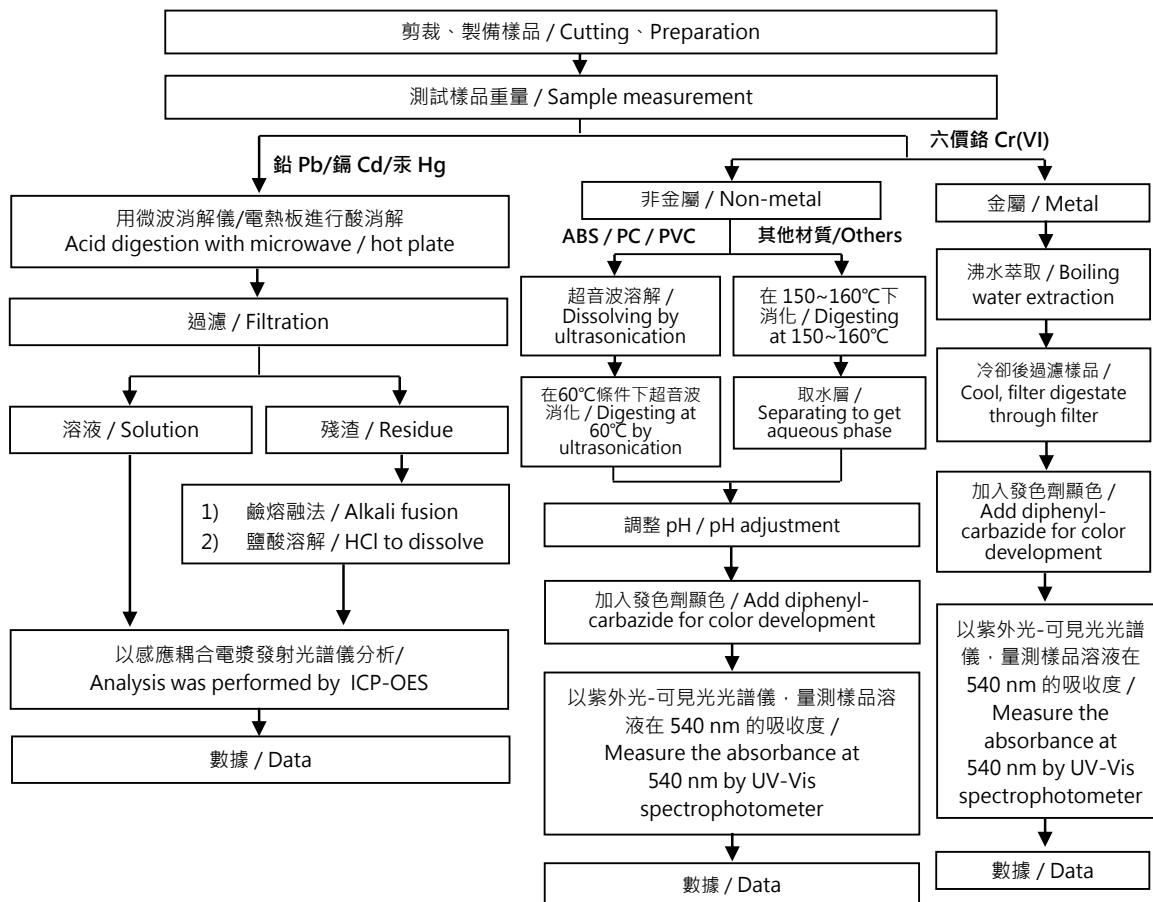 剪裁、製備樣品 / Cutting、Preparation
測試樣品重量 / Sample measurement
鉛 Pb/鎘 Cd/汞 Hg
六價鉻 Cr(VI)
用微波消解儀/電熱板進行酸消解
Acid digestion with microwave / hot plate
過濾 / Filtration
溶液 / Solution
殘渣 / Residue
1) 鹼熔融法 / Alkali fusion
2) 鹽酸溶解 / HCl to dissolve
以感應耦合電漿發射光譜儀分析/
Analysis was performed by ICP-OES
數據 / Data
非金屬 / Non-metal
ABS / PC / PVC
其他材質/Others
超音波溶解 /
Dissolving by
ultrasonication
在60℃條件下超音波
消化 / Digesting at
60℃ by
ultrasonication
在 150~160℃下
消化 / Digesting
at 150~160℃
取水層 /
Separating to get
aqueous phase
調整 pH / pH adjustment
加入發色劑顯色 / Add diphenyl-
carbazide for color development
以紫外光-可見光光譜儀，量測樣品溶
液在 540 nm 的吸收度 /
Measure the absorbance at
540 nm by UV-Vis
spectrophotometer
數據 / Data
金屬 / Metal
沸水萃取 / Boiling
water extraction
冷卻後過濾樣品 /
Cool, filter digestate
through filter
加入發色劑顯色 /
Add diphenyl-
carbazide for color
development
以紫外光-可見光光譜
儀，量測樣品溶液在
540 nm 的吸收度 /
Measure the
absorbance at
540 nm by UV-Vis
spectrophotometer
數據 / Data